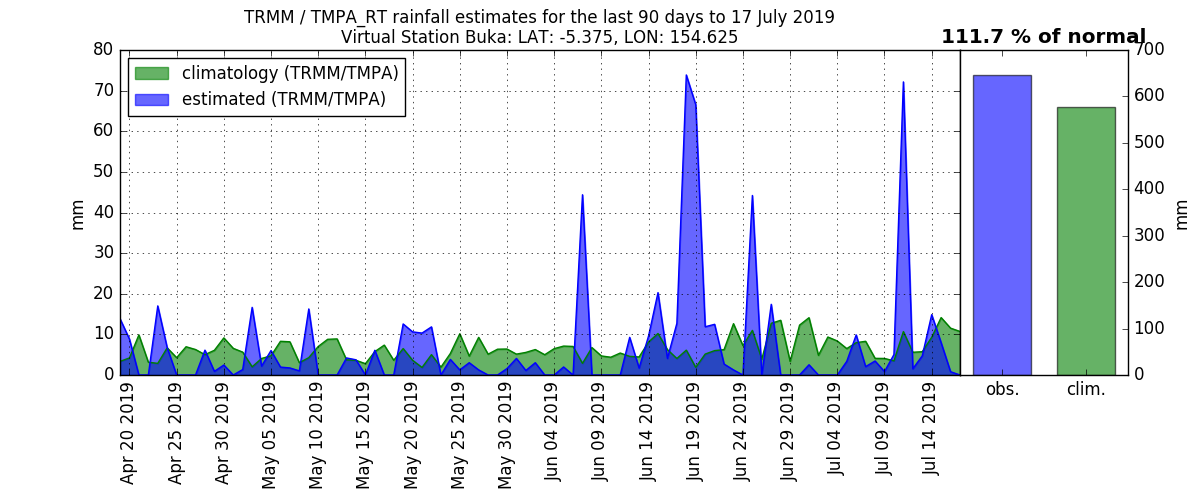 TRMM / TMPA_RT rainfall estimates for the last 90 days to 17 July 2019
Virtual Station Buka: LAT: -5.375, LON: 154.625
111.7 % of normal
climatology (TRMM/TMPA)
estimated (TRMM/TMPA)
80
70
60
50
40
30
20
10
0
mm
700
600
500
400
300
200
100
0
mm
Apr 20 2019
Apr 25 2019
Apr 30 2019
May 05 2019
May 10 2019
May 15 2019
May 20 2019
May 25 2019
May 30 2019
Jun 04 2019
Jun 09 2019
Jun 14 2019
Jun 19 2019
Jun 24 2019
Jun 29 2019
Jul 04 2019
Jul 09 2019
Jul 14 2019
obs.
clim.